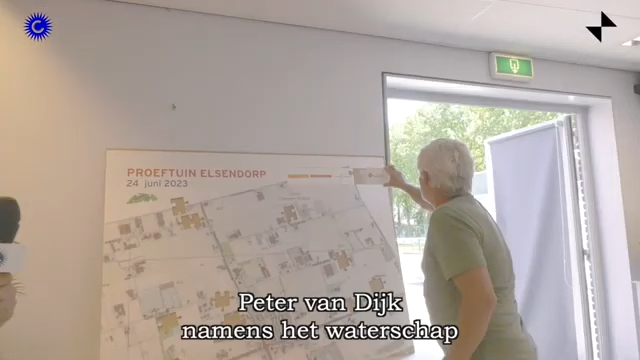 PROEFTUIN ELSENDORP
24 juni 2023
Peter van Dijk
namens het waterschap